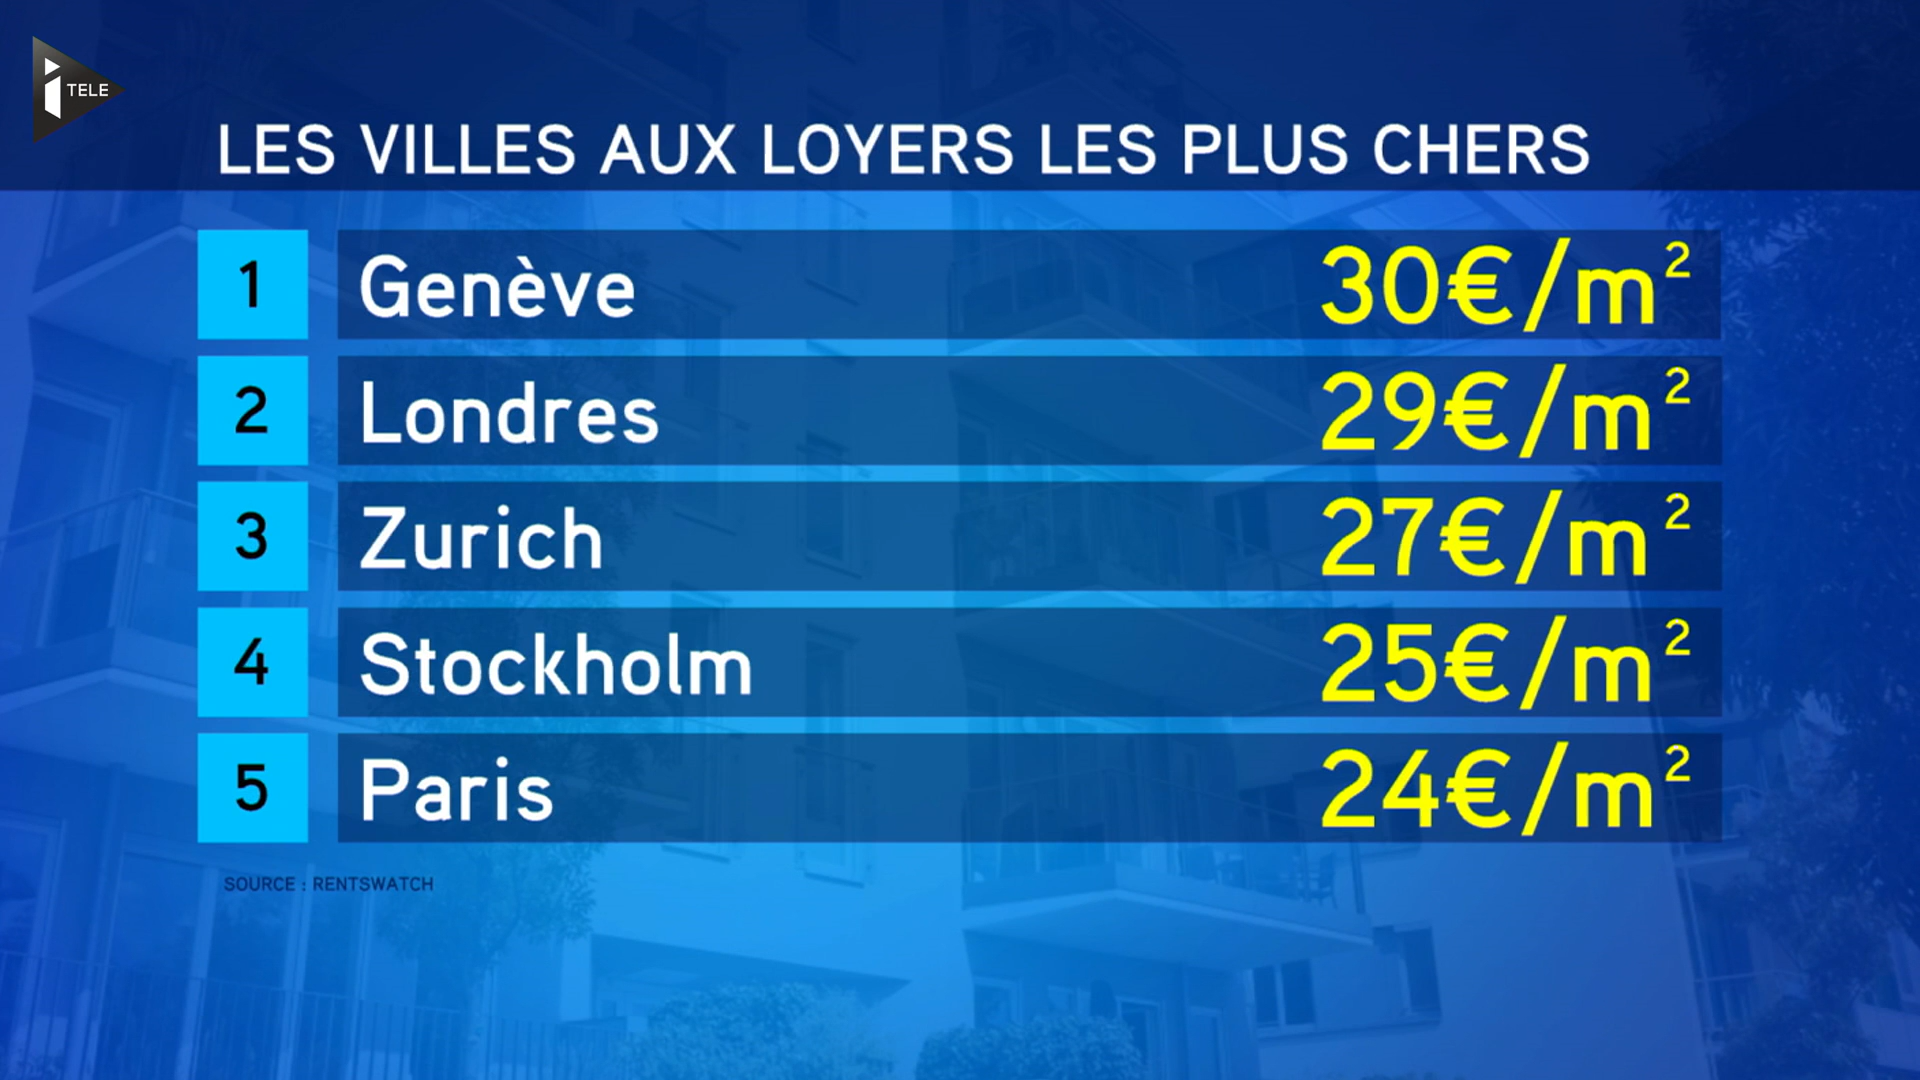 i TELE
LES VILLES AUX LOYERS LES PLUS CHERS
1 Genève 30€/m²
2 Londres 29€/m²
3 Zurich 27€/m²
4 Stockholm 25€/m²
5 Paris 24€/m²
SOURCE : RENTSWATCH